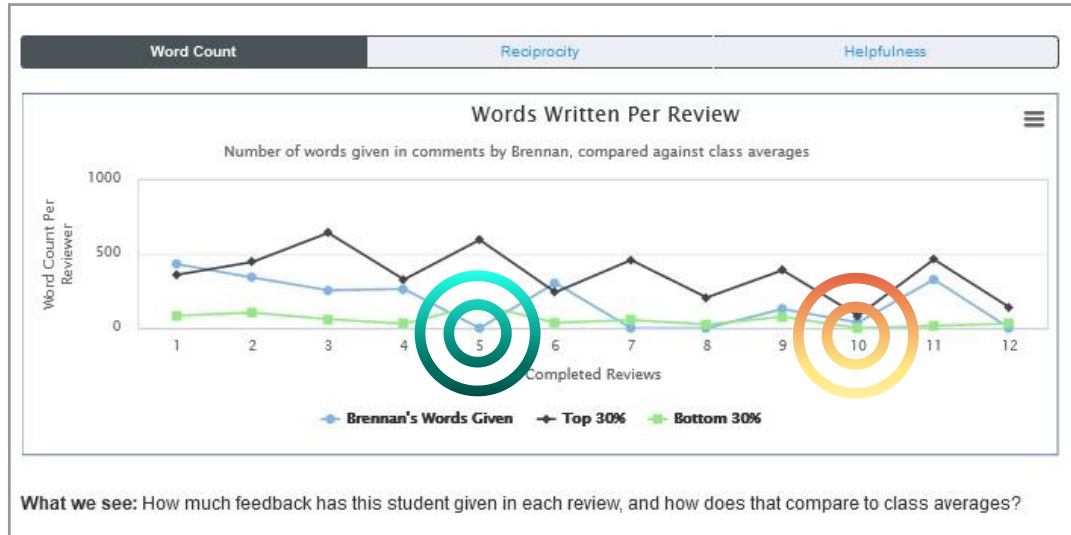 Word Count Reciprocity Helpfulness
Words Written Per Review
Number of words given in comments by Brennan, compared against class averages
Word Count Per
Reviewer
1000
500
0
1 2 3 4 5 6 7 8 9 10 11 12
Completed Reviews
Brennan's Words Given Top 30% Bottom 30%
What we see: How much feedback has this student given in each review, and how does that compare to class averages?